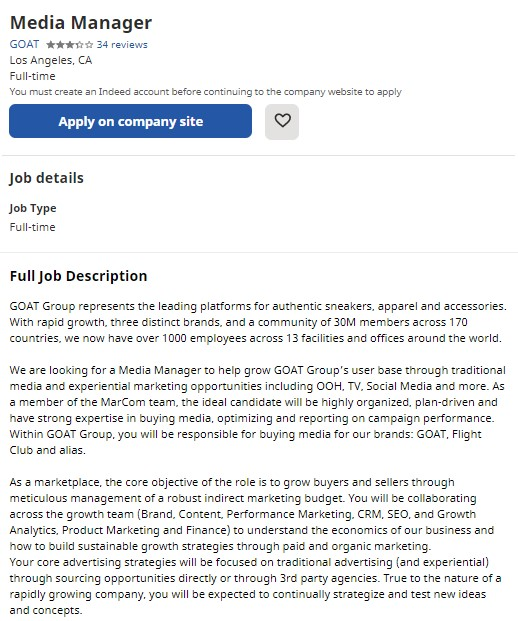 Media Manager
GOAT 34 reviews
Los Angeles, CA
Full-time
You must create an Indeed account before continuing to the company website to apply
Apply on company site
Job details
Job Type
Full-time
Full Job Description
GOAT Group represents the leading platforms for authentic sneakers, apparel and accessories.
With rapid growth, three distinct brands, and a community of 30M members across 170
countries, we now have over 1000 employees across 13 facilities and offices around the world.
We are looking for a Media Manager to help grow GOAT Group's user base through traditional
media and experiential marketing opportunities including OOH, TV, Social Media and more. As
a member of the MarCom team, the ideal candidate will be highly organized, plan-driven and
have strong expertise in buying media, optimizing and reporting on campaign performance.
Within GOAT Group, you will be responsible for buying media for our brands: GOAT, Flight
Club and alias.
As a marketplace, the core objective of the role is to grow buyers and sellers through
meticulous management of a robust indirect marketing budget. You will be collaborating
across the growth team (Brand, Content, Performance Marketing, CRM, SEO, and Growth
Analytics, Product Marketing and Finance) to understand the economics of our business and
how to build sustainable growth strategies through paid and organic marketing.
Your core advertising strategies will be focused on traditional advertising (and experiential)
through sourcing opportunities directly or through 3rd party agencies. True to the nature of a
rapidly growing company, you will be expected to continually strategize and test new ideas
and concepts.